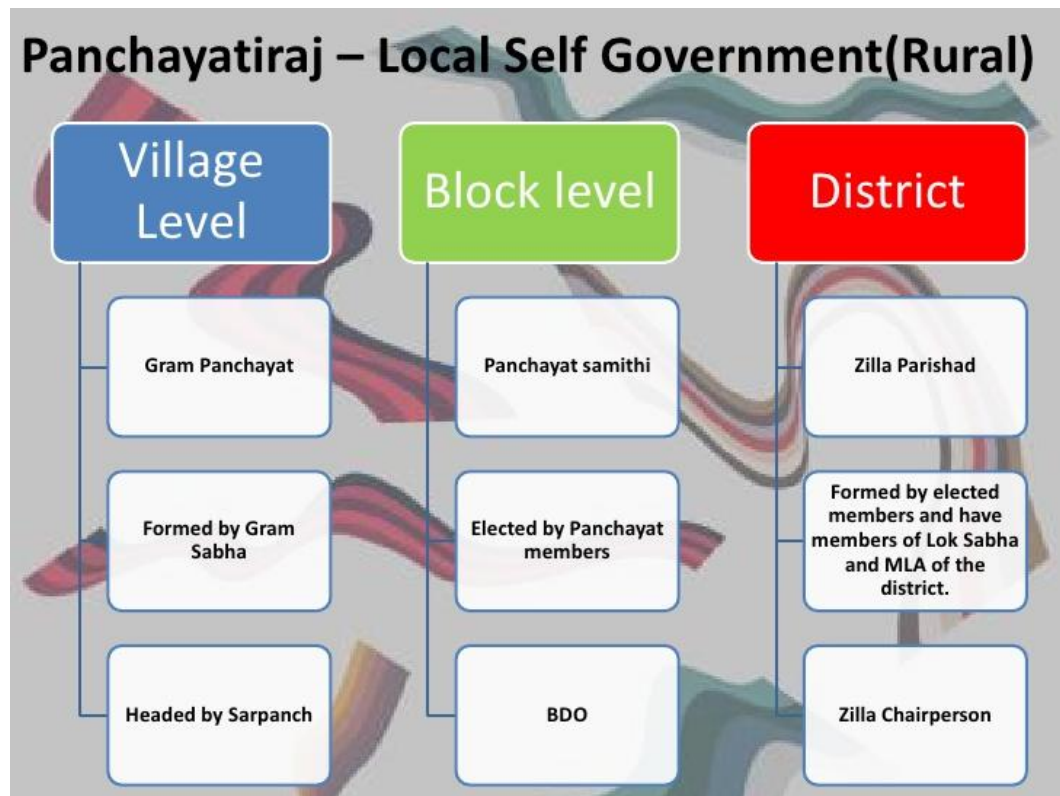 Panchayatiraj – Local Self Government(Rural)
Village
Level
Gram Panchayat
Formed by Gram
Sabha
Headed by Sarpanch
Block level
Panchayat samithi
Elected by Panchayat
members
BDO
District
Zilla Parishad
Formed by elected
members and have
members of Lok Sabha
and MLA of the
district.
Zilla Chairperson